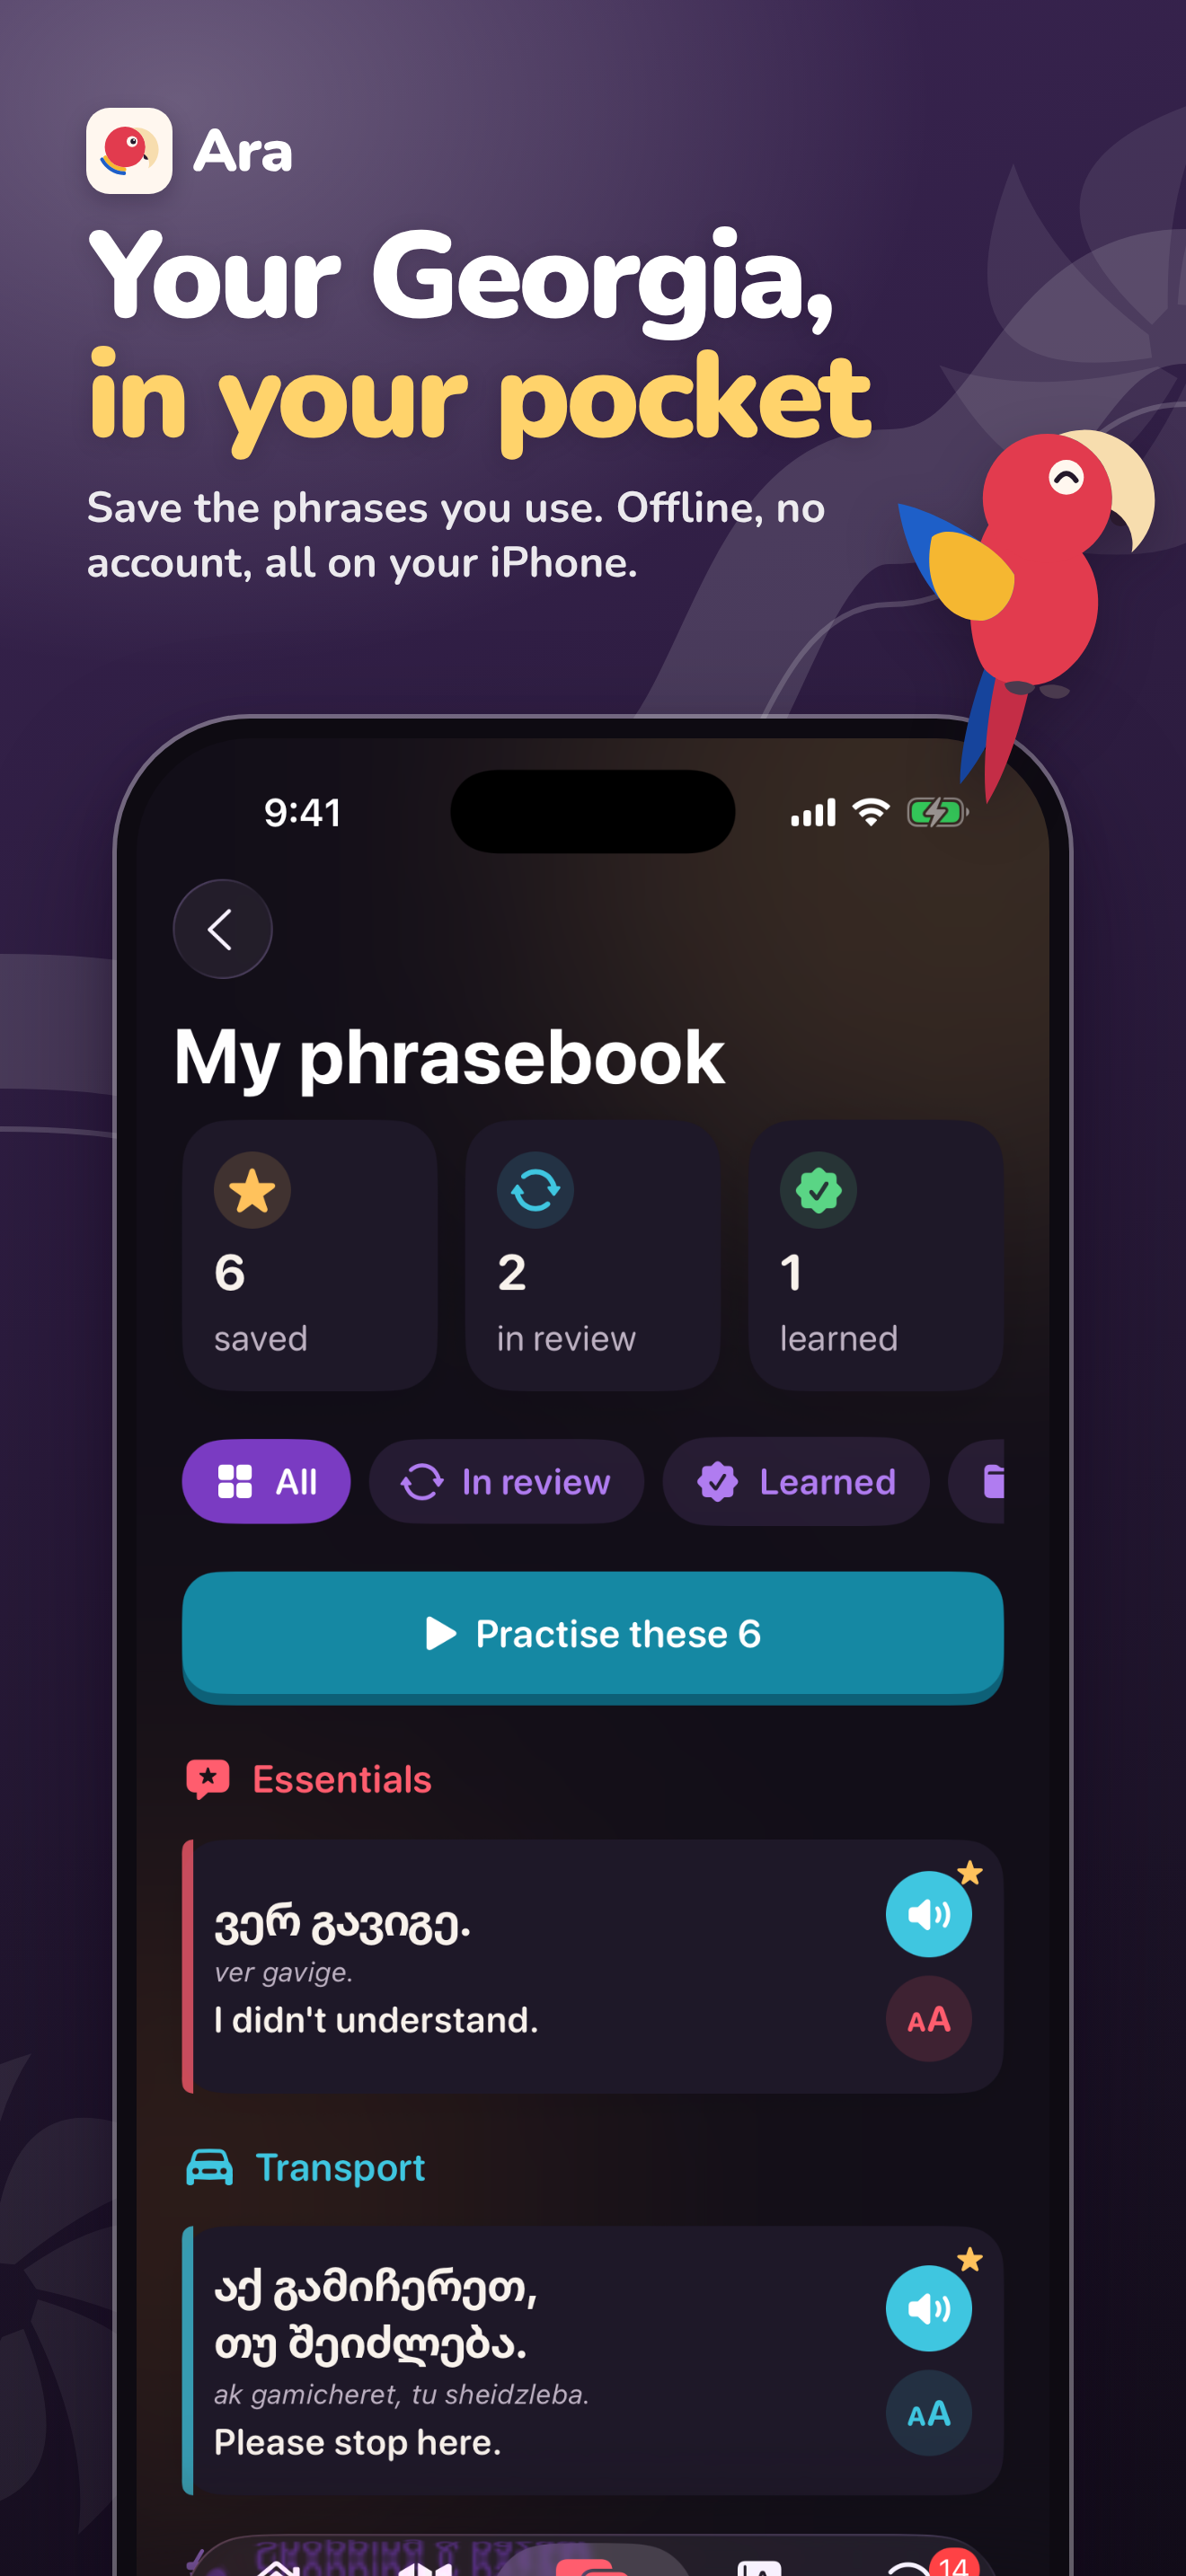 Ara
Your Georgia,
in your pocket
Save the phrases you use. Offline, no
account, all on your iPhone.
9:41
My phrasebook
6
saved
2
in review
1
learned
All
In review
Learned
Practise these 6
Essentials
ვერ გავიგე.
ver gavige.
I didn't understand.
AA
Transport
აქ გამიჩერეთ,
თუ შეიძლება.
ak gamicheret, tu sheidzleba.
Please stop here.
AA
Shopping & bazaar
14